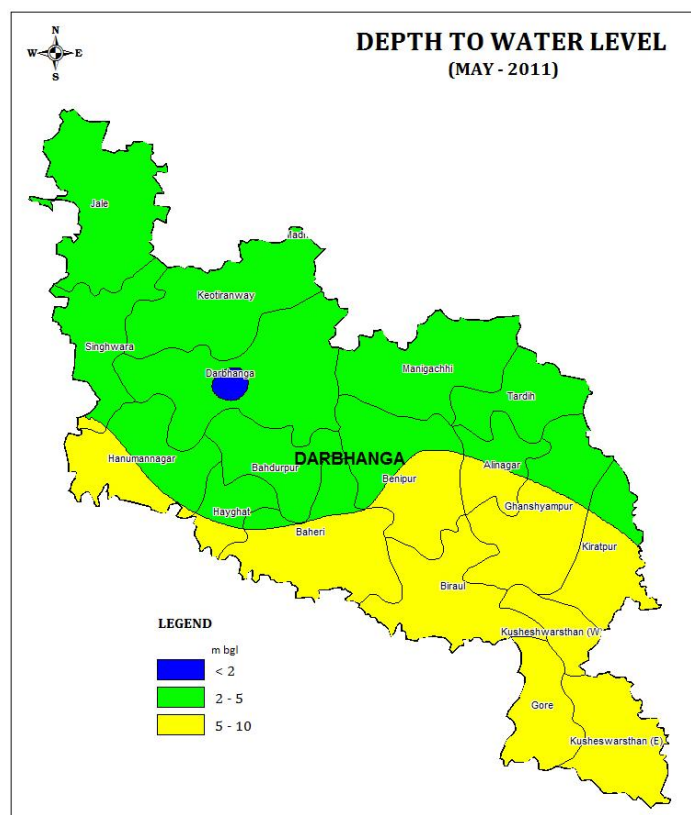 N
W E
S
DEPTH TO WATER LEVEL
(MAY - 2011)
Jale
Keotiranway
Singhwara
Darbhanga
Manigachhi
Tardih
Hanumannagar
DARBHANGA
Bahdurpur
Benipur
Alinagar
Hayghat
Ghanshyampur
Baheri
Kiratpur
Biraul
Kusheshwarsthan (W)
Gore
Kusheswarsthan (E)
LEGEND
m bgl
< 2
2 - 5
5 - 10